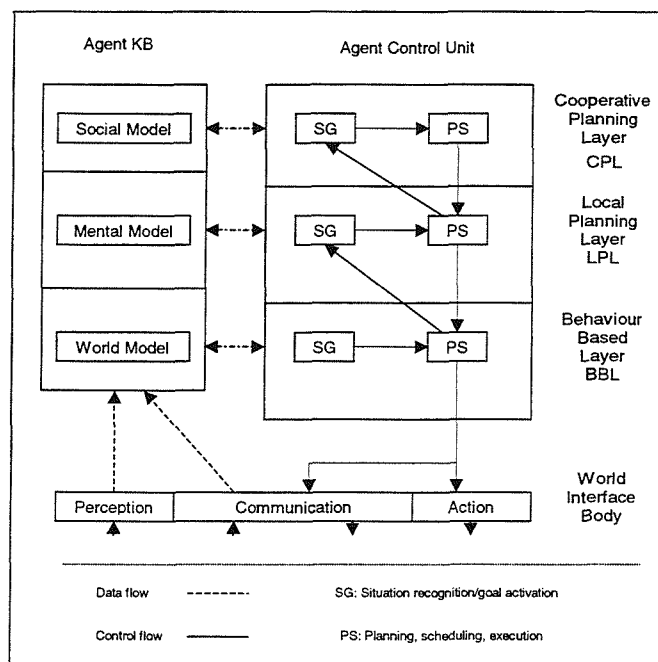 Agent KB
Agent Control Unit
Social Model
SG
PS
Cooperative
Planning
Layer
CPL
Mental Model
SG
PS
Local
Planning
Layer
LPL
World Model
SG
PS
Behaviour
Based
Layer
BBL
Perception
Communication
Action
World
Interface
Body
Data flow
SG: Situation recognition/goal activation
Control flow
PS: Planning, scheduling, execution